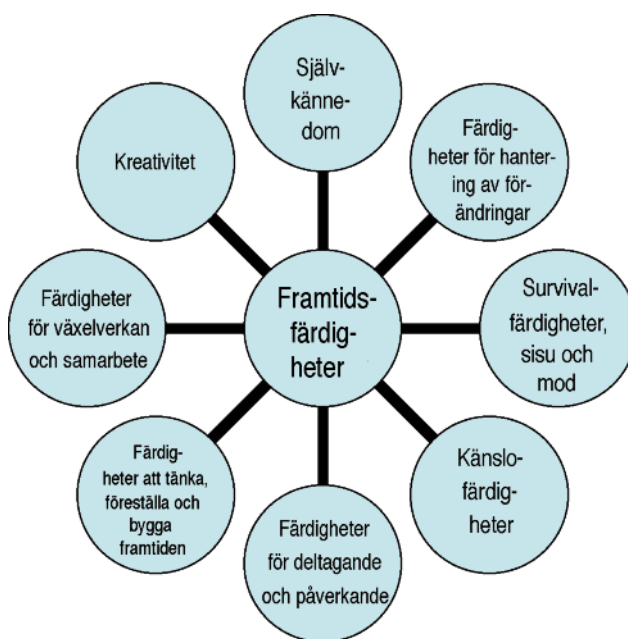 Själv-
känne-
dom
Färdig-
heter för hanter-
ing av för-
ändringar
Survival-
färdigheter,
sisu och
mod
Känslo-
färdig-
heter
Färdigheter
för deltagande
och påverkande
Färdig-
heter att tänka,
föreställa och
bygga
framtiden
Färdigheter
för växelverkan
och samarbete
Kreativitet
Framtids-
färdig-
heter